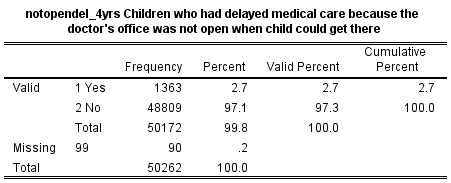 notopendel_4yrs Children who had delayed medical care because the
doctor's office was not open when child could get there
Frequency Percent Valid Percent Cumulative Percent
Valid 1 Yes 1363 2.7 2.7 2.7
2 No 48809 97.1 97.3 100.0
Total 50172 99.8 100.0
Missing 99 90 .2
Total 50262 100.0